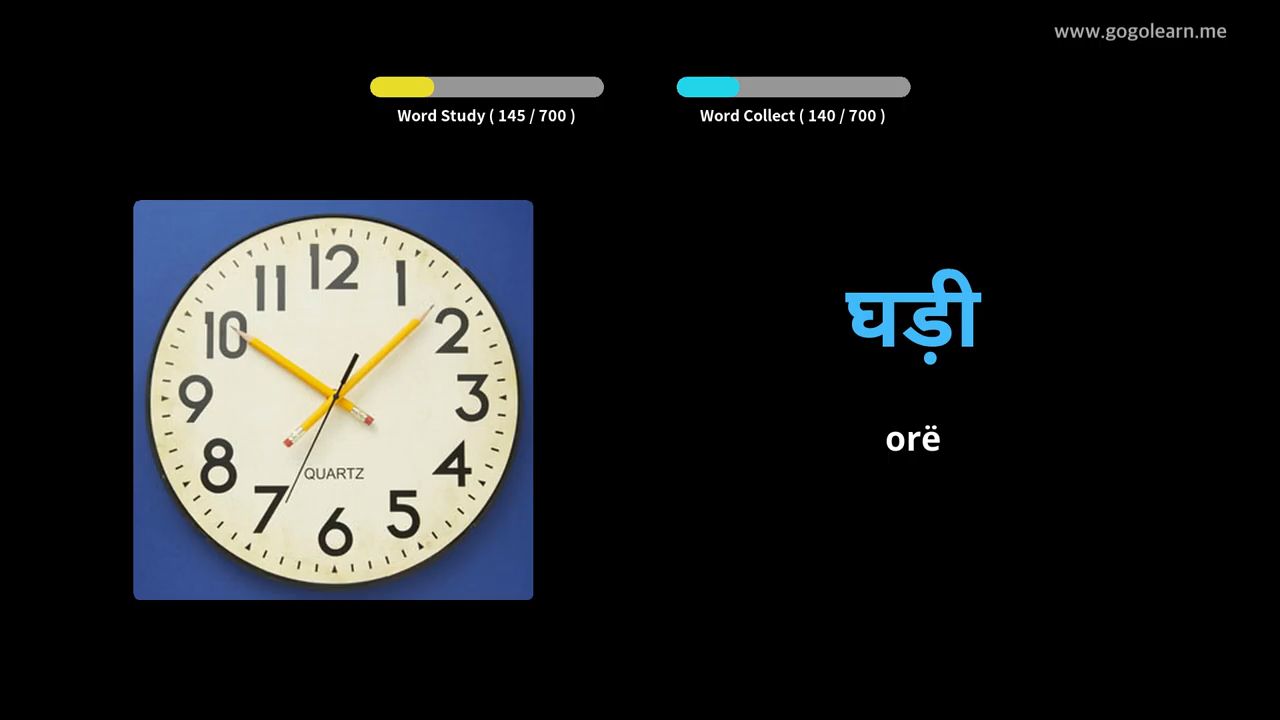 www.gogolearn.me
Word Study ( 145 / 700 )
Word Collect ( 140 / 700 )
12
11
1
10
2
9
3
8
4
QUARTZ
7
5
6
घड़ी
orë